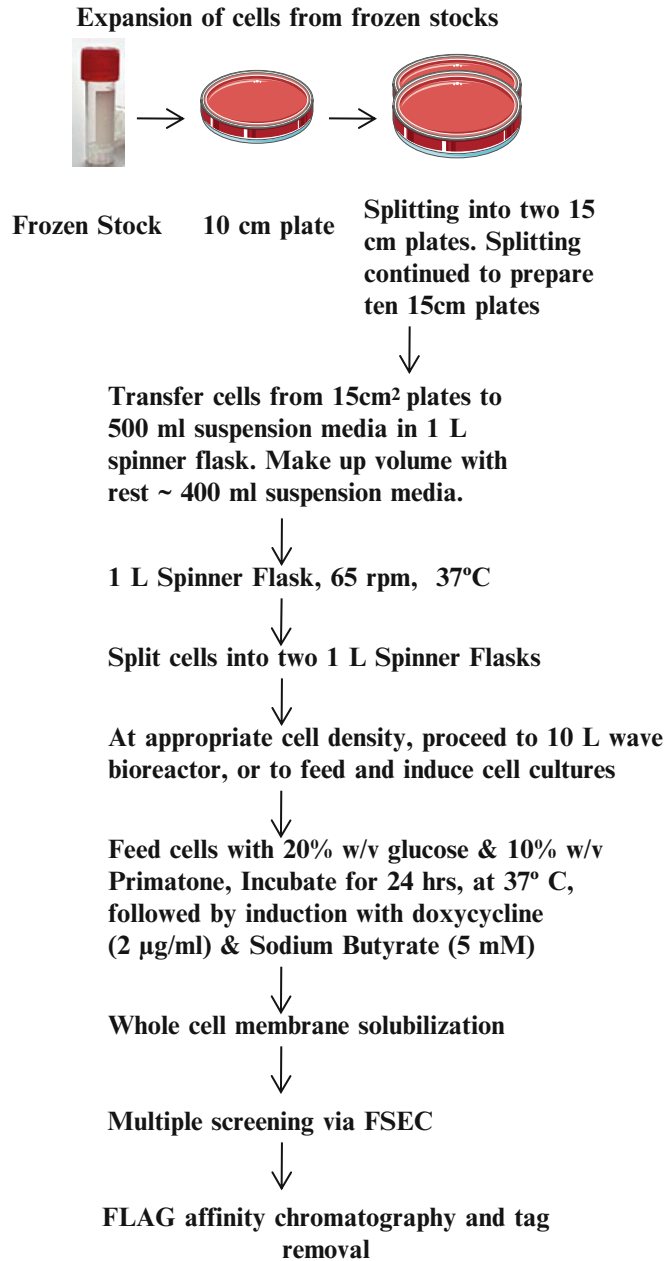 Expansion of cells from frozen stocks
Frozen Stock
10 cm plate
Splitting into two 15
cm plates. Splitting
continued to prepare
ten 15cm plates
Transfer cells from 15cm² plates to
500 ml suspension media in 1 L
spinner flask. Make up volume with
rest ~ 400 ml suspension media.
1 L Spinner Flask, 65 rpm, 37ºC
Split cells into two 1 L Spinner Flasks
At appropriate cell density, proceed to 10 L wave
bioreactor, or to feed and induce cell cultures
Feed cells with 20% w/v glucose & 10% w/v
Primatone, Incubate for 24 hrs, at 37º C,
followed by induction with doxycycline
(2 µg/ml) & Sodium Butyrate (5 mM)
Whole cell membrane solubilization
Multiple screening via FSEC
FLAG affinity chromatography and tag
removal